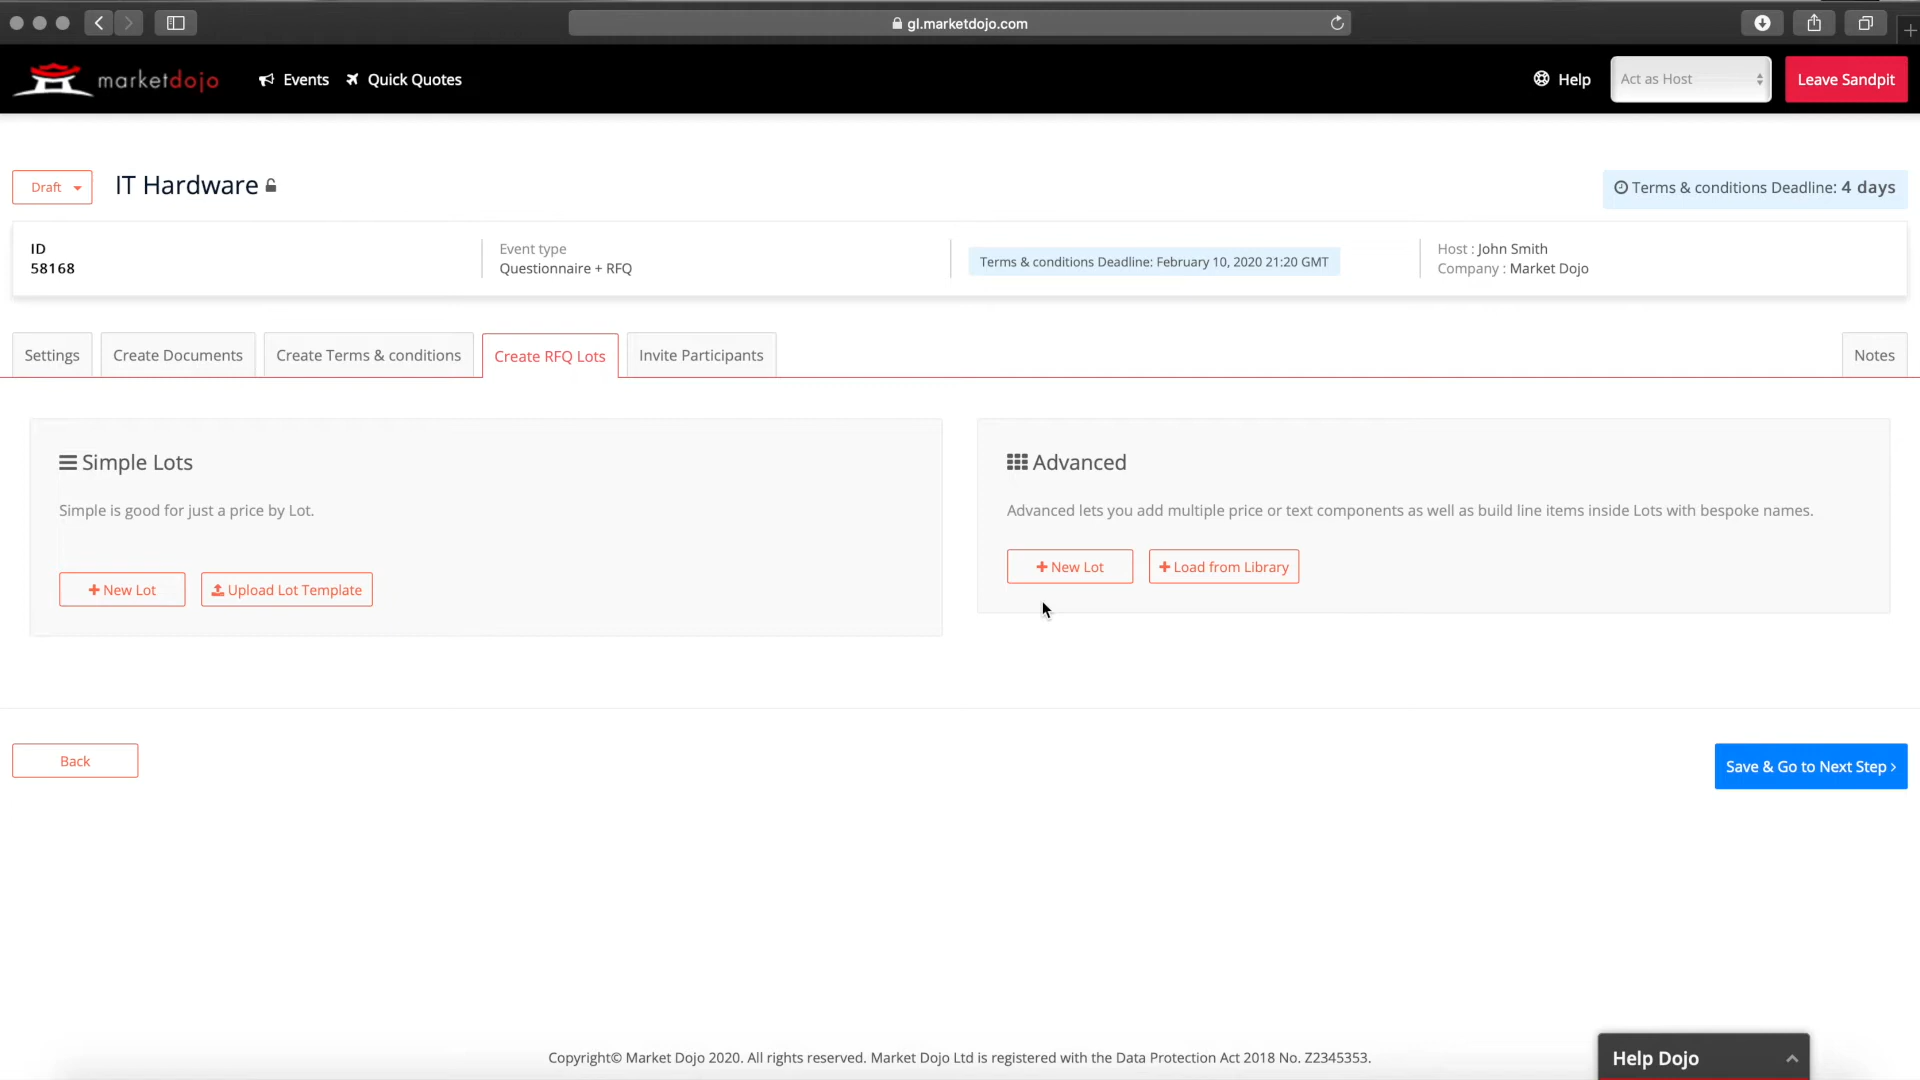 gl.marketdojo.com
marketdojo
Events
Quick Quotes
Help
Act as Host
Leave Sandpit
Draft
IT Hardware
Terms & conditions Deadline: 4 days
ID
58168
Event type
Questionnaire + RFQ
Terms & conditions Deadline: February 10, 2020 21:20 GMT
Host : John Smith
Company : Market Dojo
Settings
Create Documents
Create Terms & conditions
Create RFQ Lots
Invite Participants
Notes
Simple Lots
Simple is good for just a price by Lot.
+ New Lot
Upload Lot Template
Advanced
Advanced lets you add multiple price or text components as well as build line items inside Lots with bespoke names.
+ New Lot
+ Load from Library
Back
Save & Go to Next Step ›
Copyright© Market Dojo 2020. All rights reserved. Market Dojo Ltd is registered with the Data Protection Act 2018 No. Z2345353.
Help Dojo